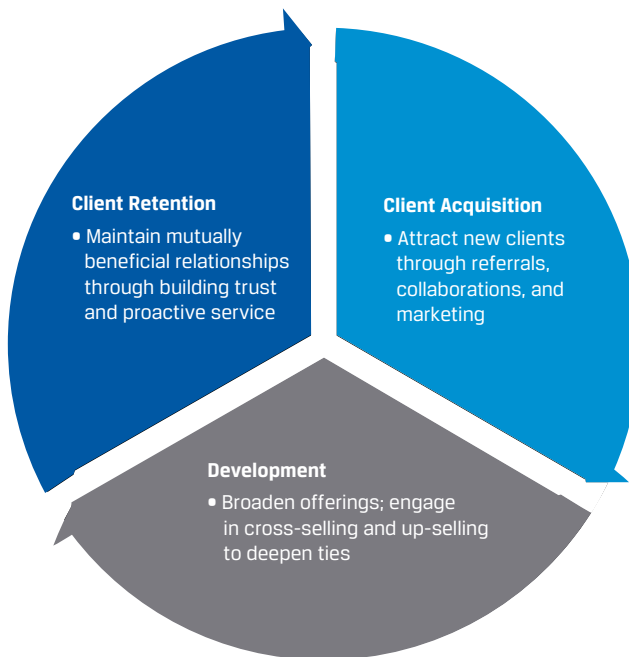 Client Retention
• Maintain mutually
beneficial relationships
through building trust
and proactive service
Client Acquisition
• Attract new clients
through referrals,
collaborations, and
marketing
Development
• Broaden offerings; engage
in cross-selling and up-selling
to deepen ties